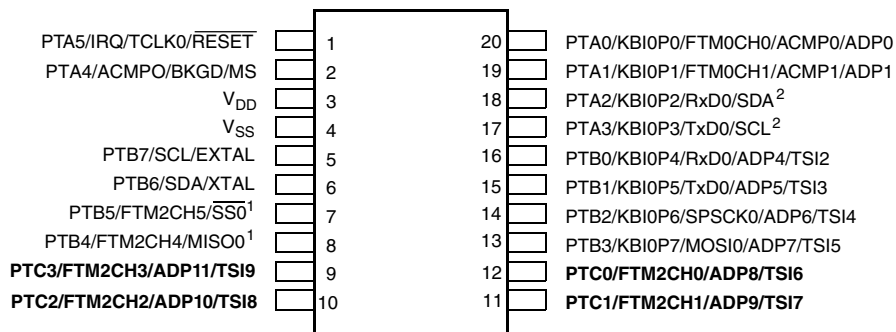 PTA5/IRQ/TCLK0/RESET 1 20 PTA0/KBI0P0/FTM0CH0/ACMP0/ADP0
PTA4/ACMPO/BKGD/MS 2 19 PTA1/KBI0P1/FTM0CH1/ACMP1/ADP1
VDD 3 18 PTA2/KBI0P2/RxD0/SDA2
VSS 4 17 PTA3/KBI0P3/TxD0/SCL2
PTB7/SCL/EXTAL 5 16 PTB0/KBI0P4/RxD0/ADP4/TSI2
PTB6/SDA/XTAL 6 15 PTB1/KBI0P5/TxD0/ADP5/TSI3
PTB5/FTM2CH5/SS01 7 14 PTB2/KBI0P6/SPSCK0/ADP6/TSI4
PTB4/FTM2CH4/MISO01 8 13 PTB3/KBI0P7/MOSI0/ADP7/TSI5
PTC3/FTM2CH3/ADP11/TSI9 9 12 PTC0/FTM2CH0/ADP8/TSI6
PTC2/FTM2CH2/ADP10/TSI8 10 11 PTC1/FTM2CH1/ADP9/TSI7